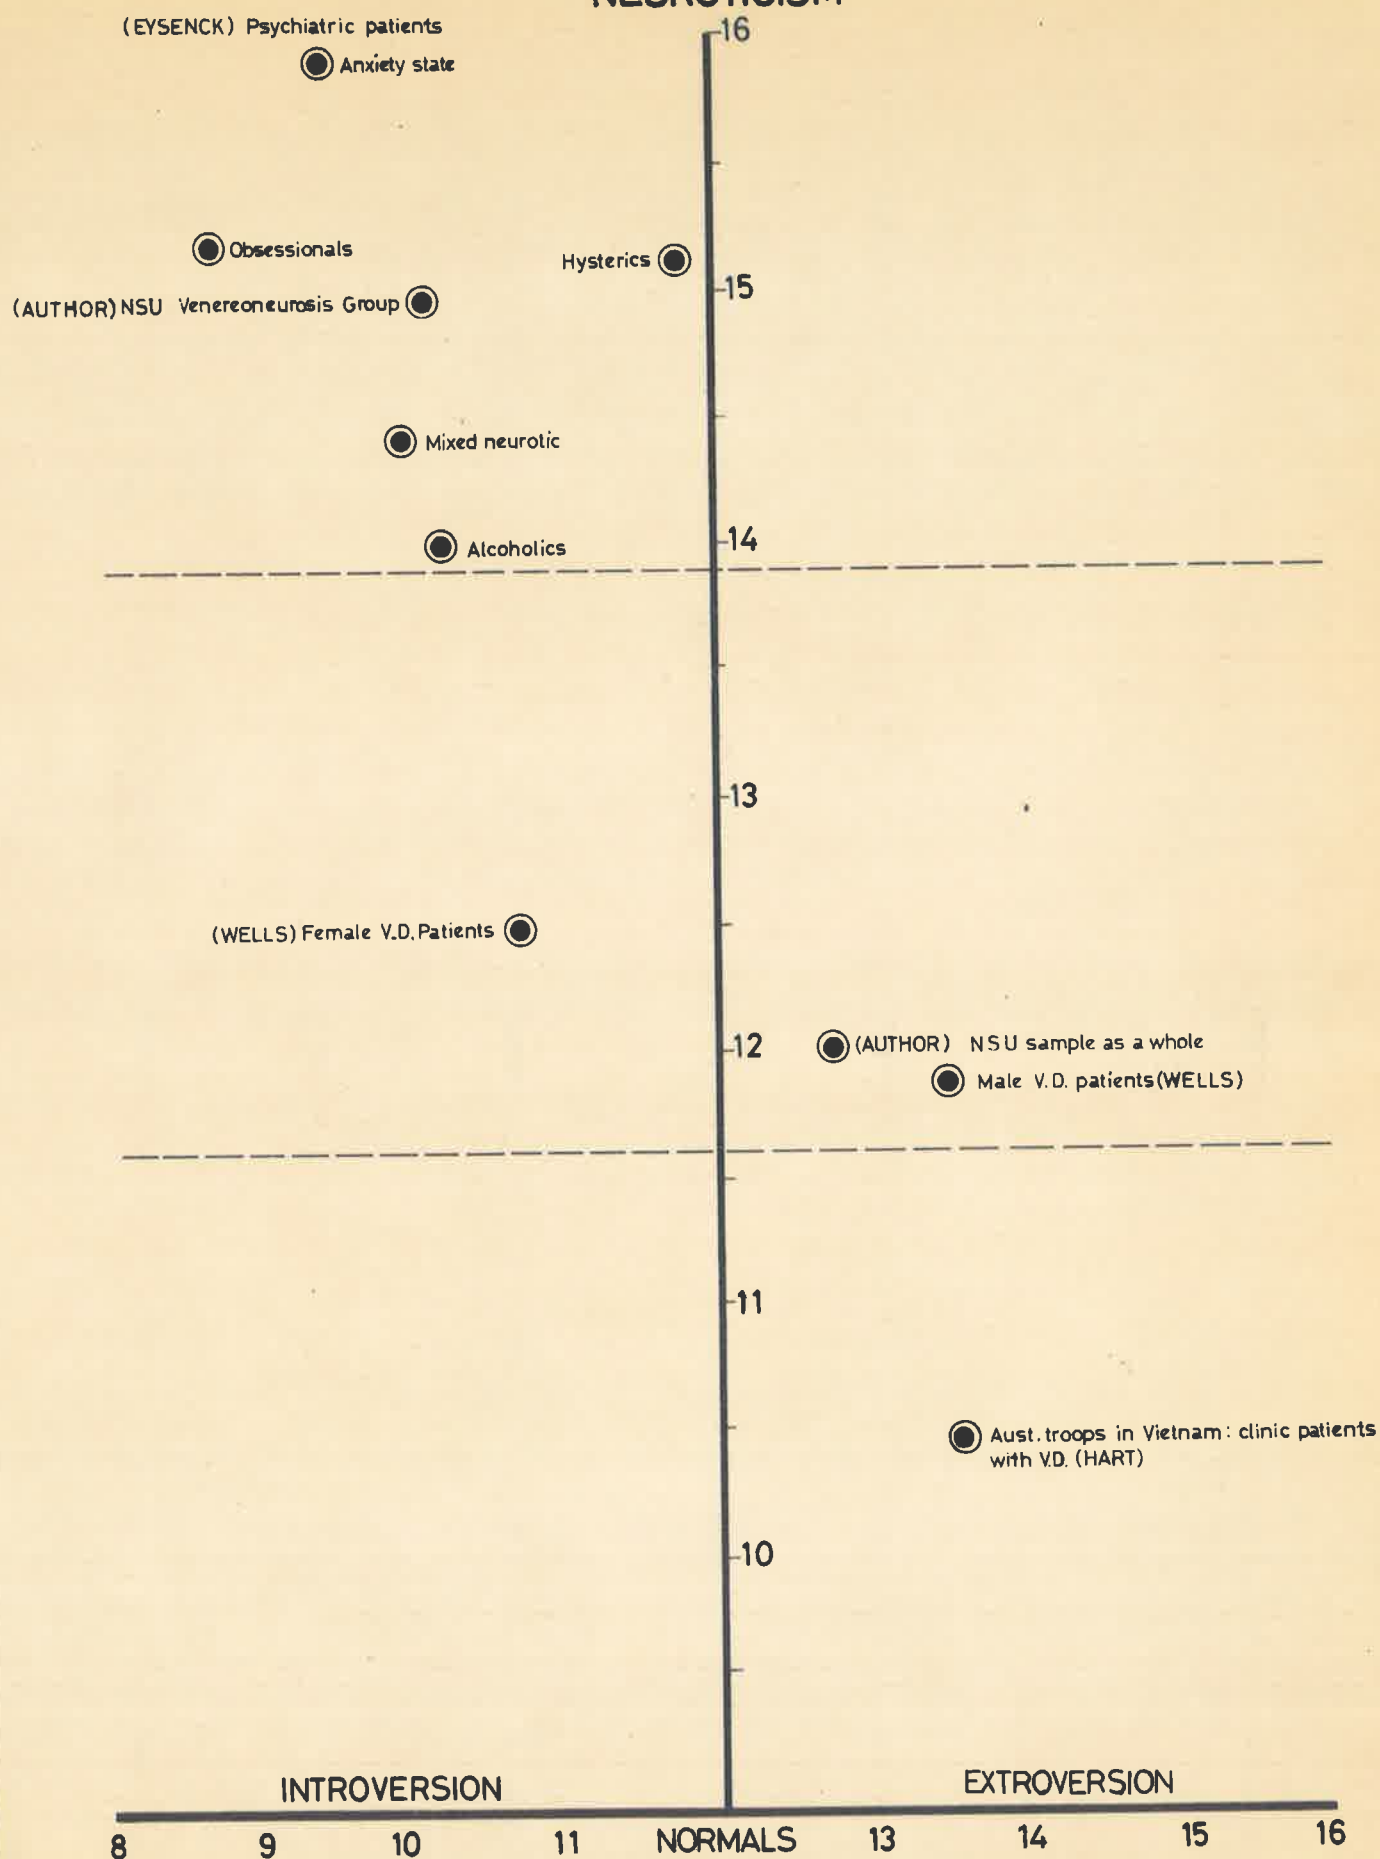 NEUROTICISM
(EYSENCK) Psychiatric patients
16
Anxiety state
Obsessionals
Hysterics
15
(AUTHOR) NSU Venereoneurosis Group
Mixed neurotic
14
Alcoholics
13
(WELLS) Female V.D. Patients
12
(AUTHOR) NSU sample as a whole
Male V.D. patients (WELLS)
11
Aust. troops in Vietnam: clinic patients
with V.D. (HART)
10
INTROVERSION EXTROVERSION
8 9 10 11 NORMALS 13 14 15 16